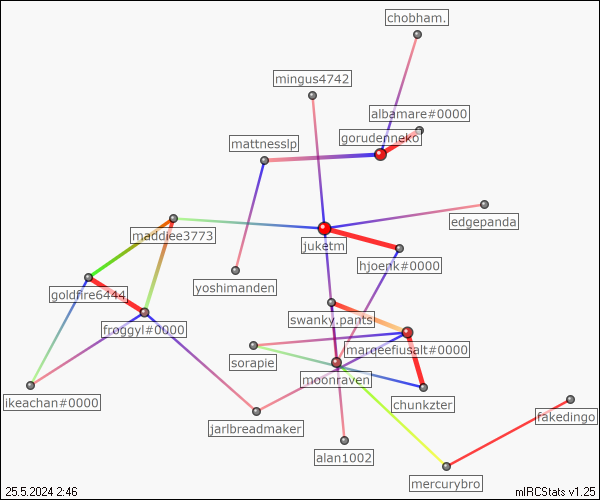 chobham.
mingus4742
albamare#0000
gorudenneko
mattnesslp
edgepanda
maddiee3773
juketm
hjoenk#0000
yoshimanden
goldfire6444
froggyl#0000
swanky.pants
marqeefiusalt#0000
sorapie
moonraven
ikeachan#0000
chunkzter
jarlbreadmaker
fakedingo
alan1002
mercurybro
25.5.2024 2:46
mIRCStats v1.25